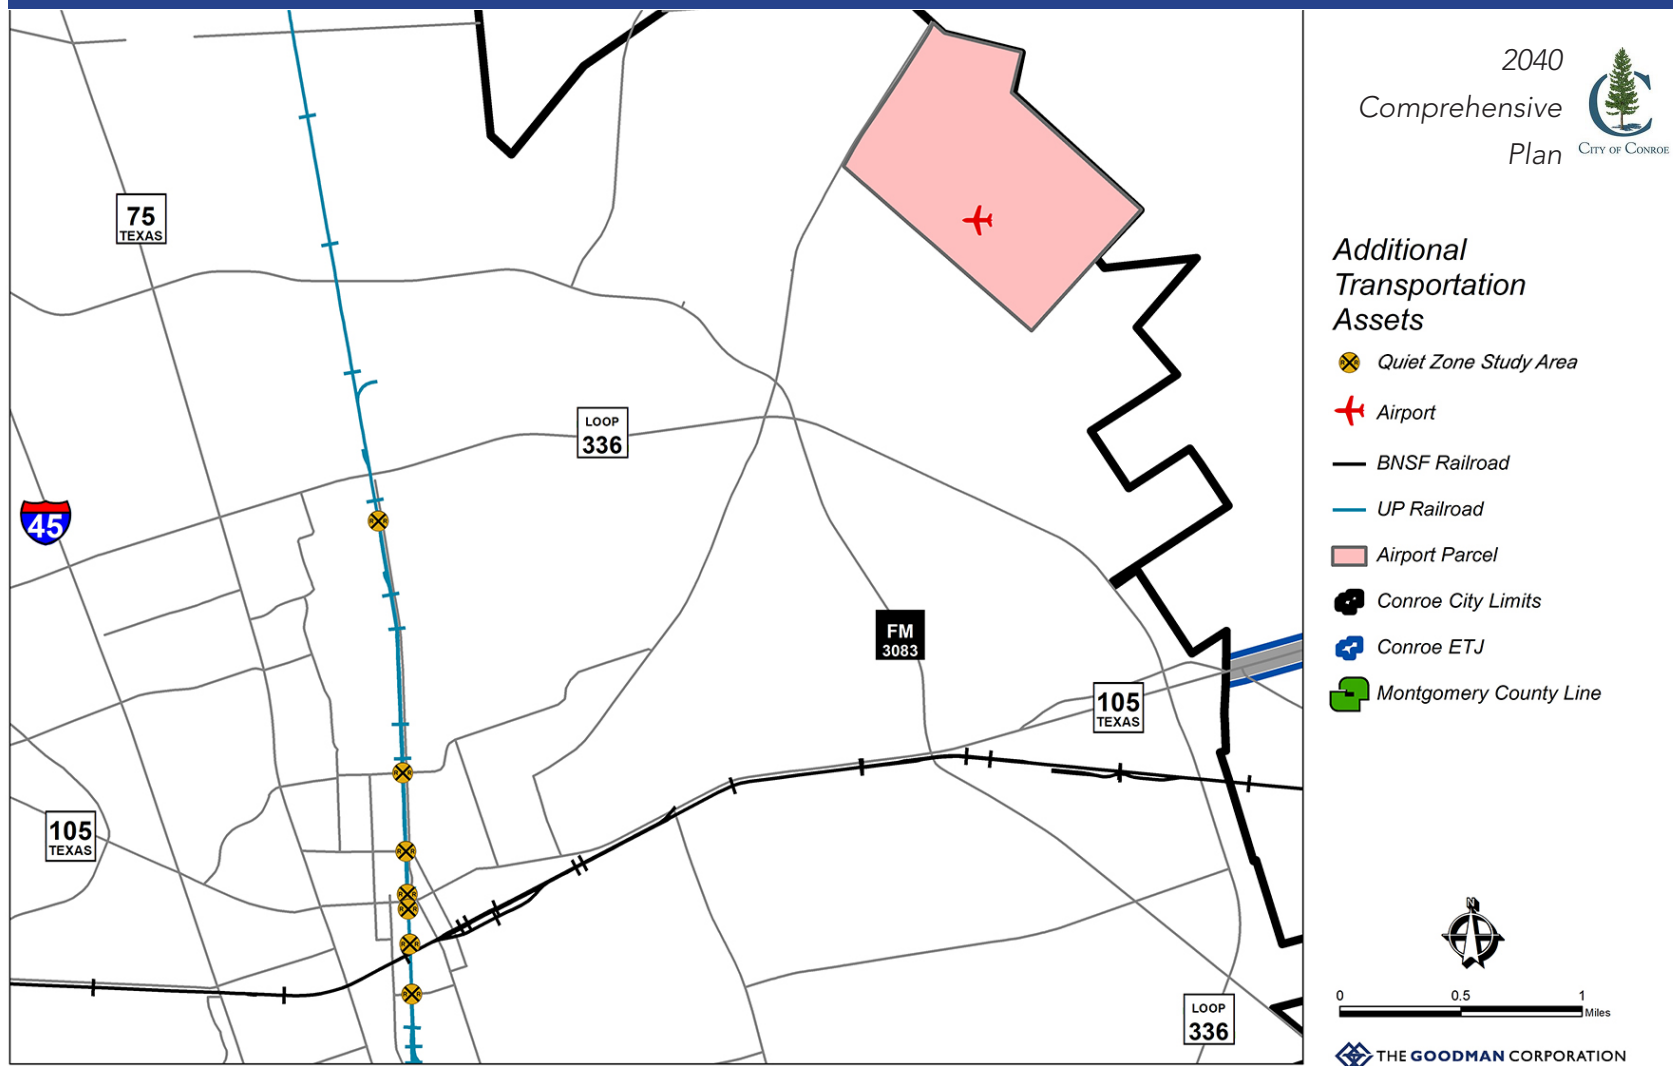 2040
Comprehensive
Plan
CITY OF CONROE
Additional
Transportation
Assets
Quiet Zone Study Area
Airport
BNSF Railroad
UP Railroad
Airport Parcel
Conroe City Limits
Conroe ETJ
Montgomery County Line
N
0 0.5 1
Miles
THE GOODMAN CORPORATION
75
TEXAS
LOOP
336
45
FM
3083
105
TEXAS
105
TEXAS
LOOP
336